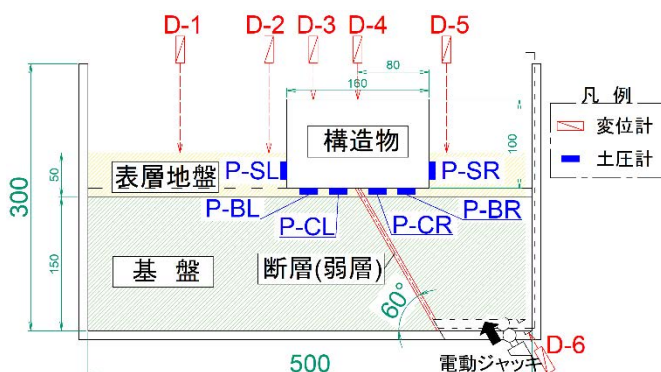 D-1
D-2
D-3
D-4
D-5
80
160
凡 例
変位計
土圧計
300
構造物
100
50
表層地盤
P-SL
P-SR
P-BL
P-CL
P-CR
P-BR
150
基 盤
断層(弱層)
60°
500
電動ジャッキ
D-6